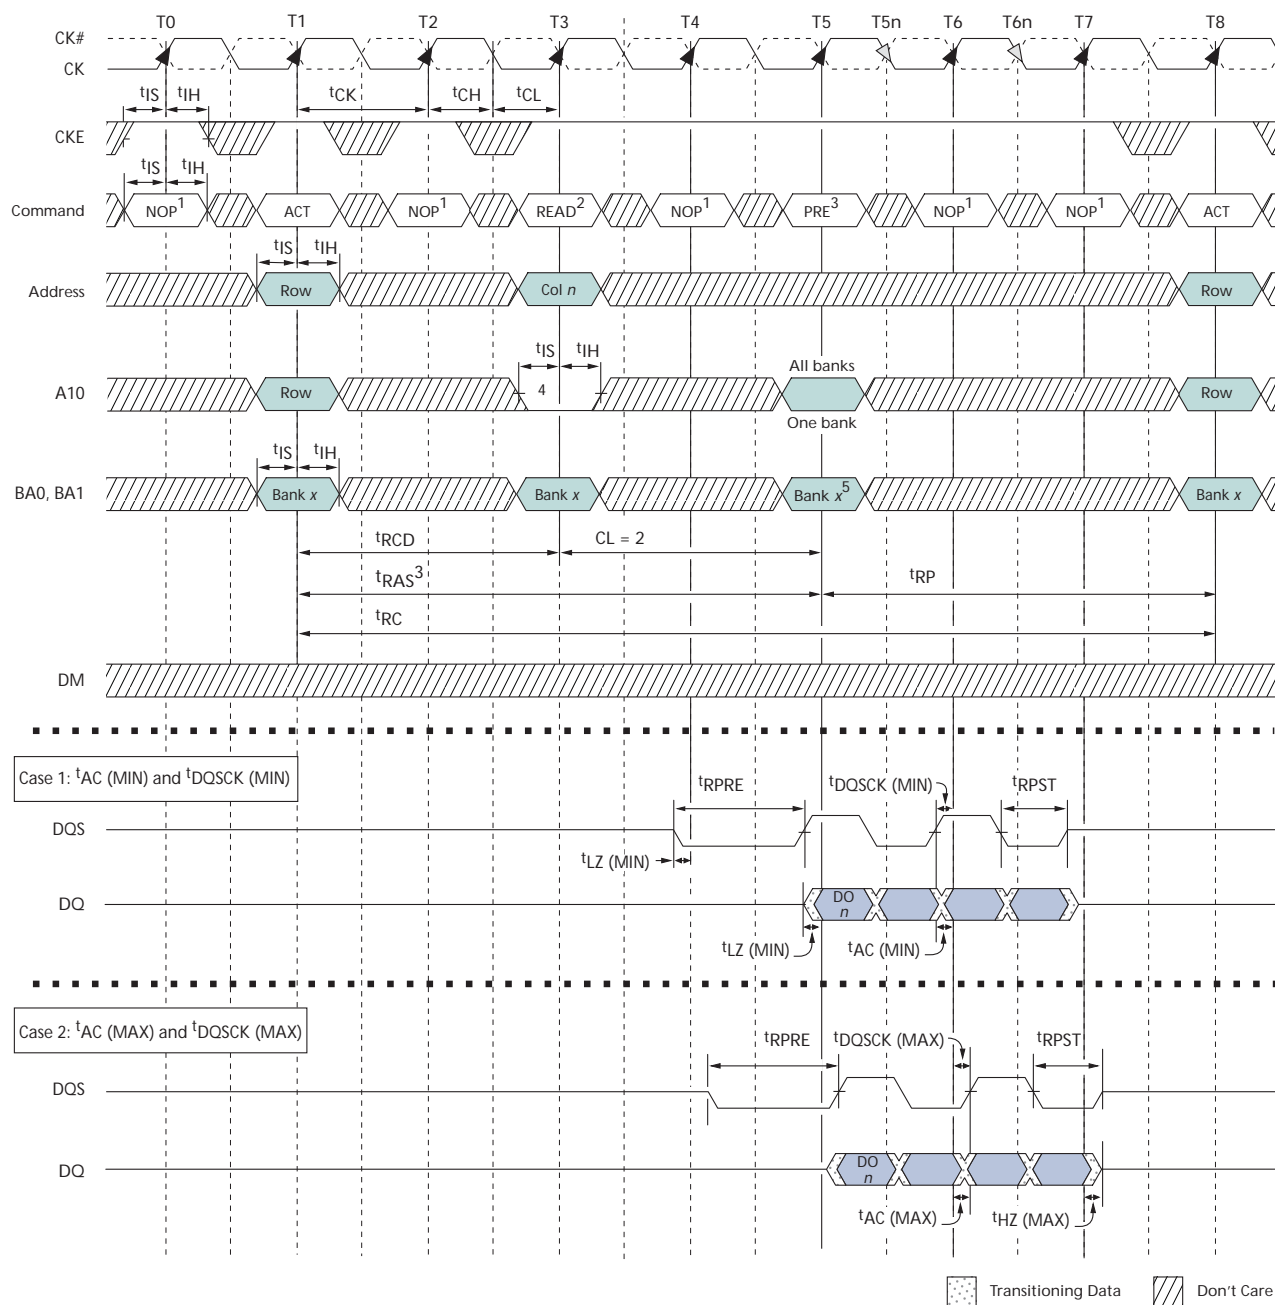 T0 T1 T2 T3 T4 T5 T5n T6 T6n T7 T8
CK#
CK
tIS tIH tCK tCH tCL
CKE
tIS tIH
Command NOP1 ACT NOP1 READ2 NOP1 PRE3 NOP1 NOP1 ACT
tIS tIH
Address Row Col n Row
tIS tIH All banks
A10 Row 4 Row
One bank
tIS tIH
BA0, BA1 Bank x Bank x Bank x5 Bank x
tRCD CL = 2
tRAS3 tRP
tRC
DM
Case 1: tAC (MIN) and tDQSCK (MIN)
tRPRE tDQSCK (MIN) tRPST
DQS
tLZ (MIN)
DQ DO
n
tLZ (MIN) tAC (MIN)
Case 2: tAC (MAX) and tDQSCK (MAX)
tRPRE tDQSCK (MAX) tRPST
DQS
DQ DO
n
tAC (MAX) tHZ (MAX)
Transitioning Data Don't Care